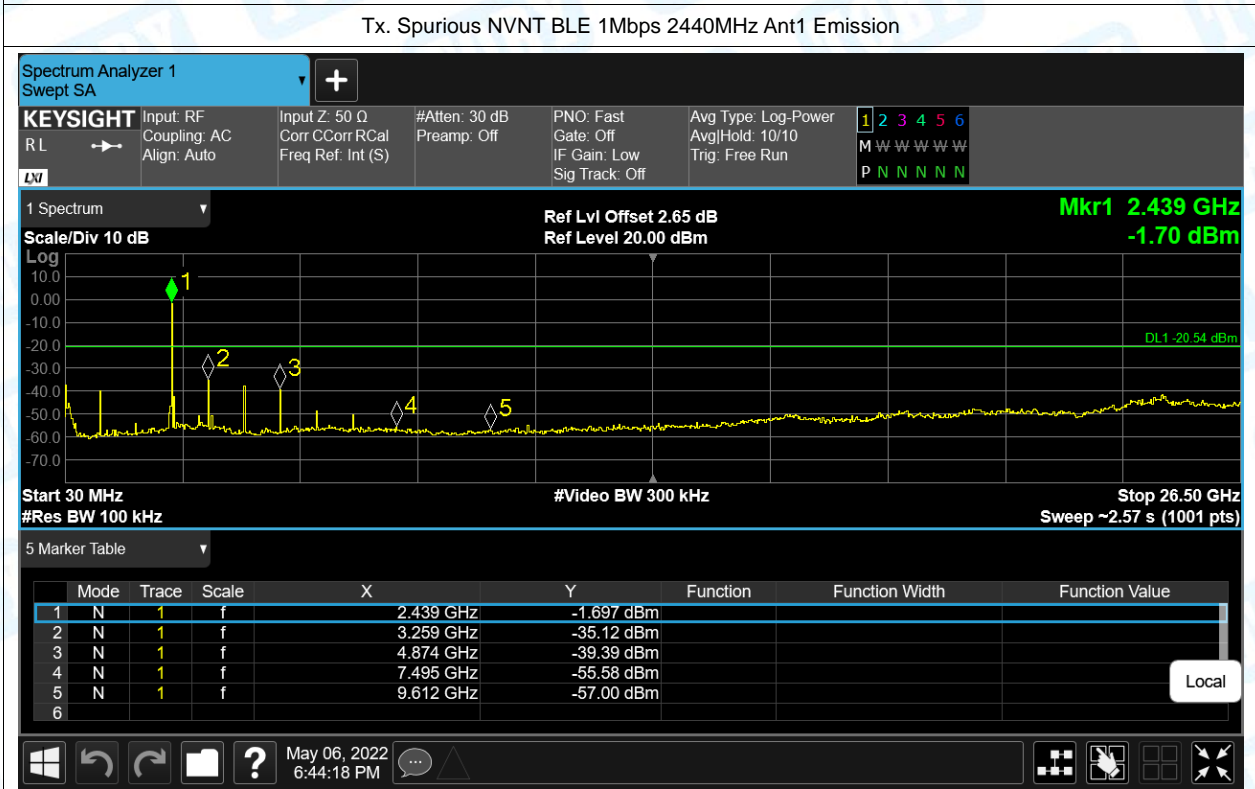 Tx. Spurious NVNT BLE 1Mbps 2440MHz Ant1 Emission
Spectrum Analyzer 1
Swept SA
KEYSIGHT
RL
LXI
Input: RF
Coupling: AC
Align: Auto
Input Z: 50 Ω
Corr CCorr RCal
Freq Ref: Int (S)
#Atten: 30 dB
Preamp: Off
PNO: Fast
Gate: Off
IF Gain: Low
Sig Track: Off
Avg Type: Log-Power
Avg|Hold: 10/10
Trig: Free Run
1 2 3 4 5 6
M W W W W W
P N N N N N
1 Spectrum
Scale/Div 10 dB
Ref Lvl Offset 2.65 dB
Ref Level 20.00 dBm
Mkr1 2.439 GHz
-1.70 dBm
Log
10.0
0.00
-10.0
-20.0
-30.0
-40.0
-50.0
-60.0
-70.0
1
2
3
4
5
DL1 -20.54 dBm
Start 30 MHz
#Video BW 300 kHz
Stop 26.50 GHz
#Res BW 100 kHz
Sweep ~2.57 s (1001 pts)
5 Marker Table
Mode Trace Scale X Y Function Function Width Function Value
1 N 1 f 2.439 GHz -1.697 dBm
2 N 1 f 3.259 GHz -35.12 dBm
3 N 1 f 4.874 GHz -39.39 dBm
4 N 1 f 7.495 GHz -55.58 dBm
5 N 1 f 9.612 GHz -57.00 dBm
6
Local
?
May 06, 2022
6:44:18 PM